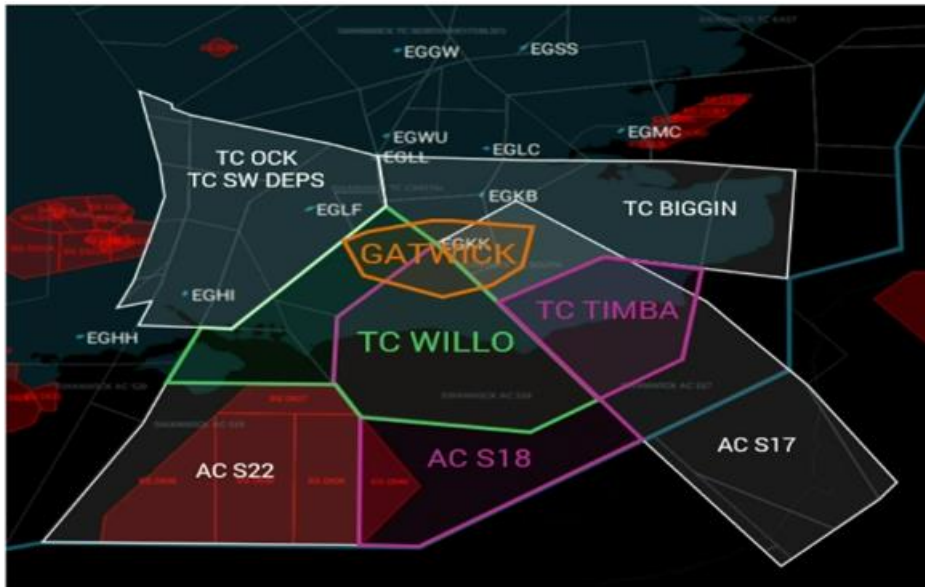 EGGW
EGSS
EGWU
EGMC
EGLL
EGLC
TC OCK
TC SW DEPS
EGKB
EGLF
TC BIGGIN
EGKK
GATWICK
EGHI
TC TIMBA
EGHH
TC WILLO
AC S22
AC S18
AC S17